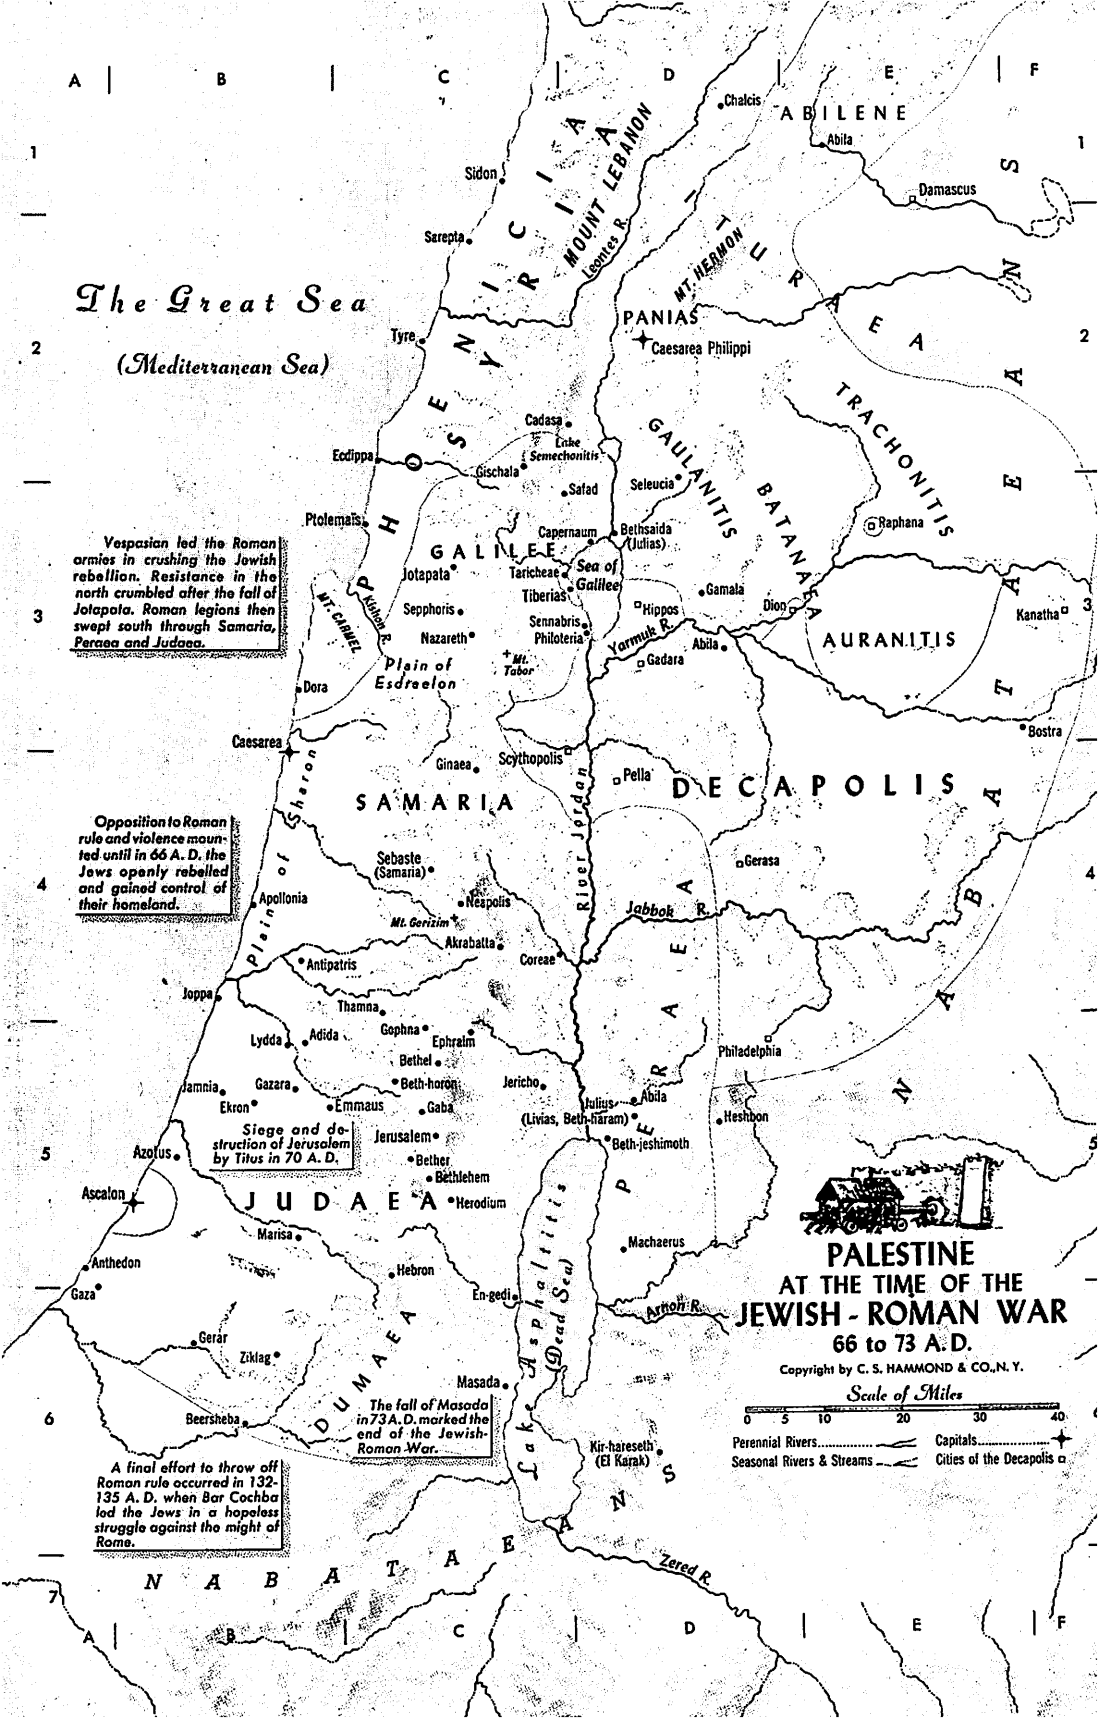 A B C D E F
1 1
Chalcis
ABILENE
Abila
Damascus
Sidon
Sarepta
MOUNT LEBANON
Leontes R.
SYRIA
PHOENICIA
ITURAEA
MT. HERMON
The Great Sea
(Mediterranean Sea)
2 2
PANIAS
Caesarea Philippi
Tyre
TRACHONITIS
Cadasa
Lake
Semechonitis
GAULANITIS
Ecdippa
Gischala
Safad
Seleucia
BATANAEA
Raphana
Ptolemais
Capernaum
Bethsaida
(Julias)
Vespasian led the Roman
armies in crushing the Jewish
rebellion. Resistance in the
north crumbled after the fall of
Jotapata. Roman legions then
swept south through Samaria,
Peraea and Judaea.
GALILEE
Jotapata
Taricheae
Sea of
Galilee
Tiberias
Gamala
MT. CARMEL
Kishon R.
Sepphoris
Hippos
Dion
Kanatha
3 3
Sennabris
Philoteria
Nazareth
Yarmuk R.
Abila
AURANITIS
Mt.
Tabor
Gadara
Plain of
Esdraelon
Dora
Bostra
Caesarea
Scythopolis
Ginaea
Pella
DECAPOLIS
SAMARIA
Plain of Sharon
River Jordan
Opposition to Roman
rule and violence moun-
ted until in 66 A. D. the
Jews openly rebelled
and gained control of
their homeland.
Sebaste
(Samaria)
Gerasa
4 4
Apollonia
Neapolis
Mt. Gerizim
Jabbok R.
Akrabatta
Coreae
Antipatris
Joppa
Thamna
PERAEA
NABATAEANS
Lydda
Adida
Gophna
Ephraim
Philadelphia
Bethel
Jamnia
Gazara
Beth-horon
Jericho
Ekron
Emmaus
Gaba
Julius
(Livias, Beth-haram)
Abila
Heshbon
Siege and de-
struction of Jerusalem
by Titus in 70 A. D.
Jerusalem
Beth-jeshimoth
5 5
Azotus
Bether
Bethlehem
Ascalon
JUDAEA
Herodium
Marisa
Machaerus
Anthedon
Hebron
Gaza
En-gedi
Arnon R.
Lake Asphaltitis
(Dead Sea)
PALESTINE
AT THE TIME OF THE
JEWISH - ROMAN WAR
66 to 73 A. D.
Copyright by C. S. HAMMOND & CO., N. Y.
Scale of Miles
0 5 10 20 30 40
Perennial Rivers
Capitals
Seasonal Rivers & Streams
Cities of the Decapolis
Gerar
Ziklag
IDUMAEA
Masada
6 6
Beersheba
The fall of Masada
in 73 A. D. marked the
end of the Jewish-
Roman War.
Kir-hareseth
(El Karak)
A final effort to throw off
Roman rule occurred in 132-
135 A. D. when Bar Cochba
led the Jews in a hopeless
struggle against the might of
Rome.
NABATAEANS
Zered R.
7
A B C D E F